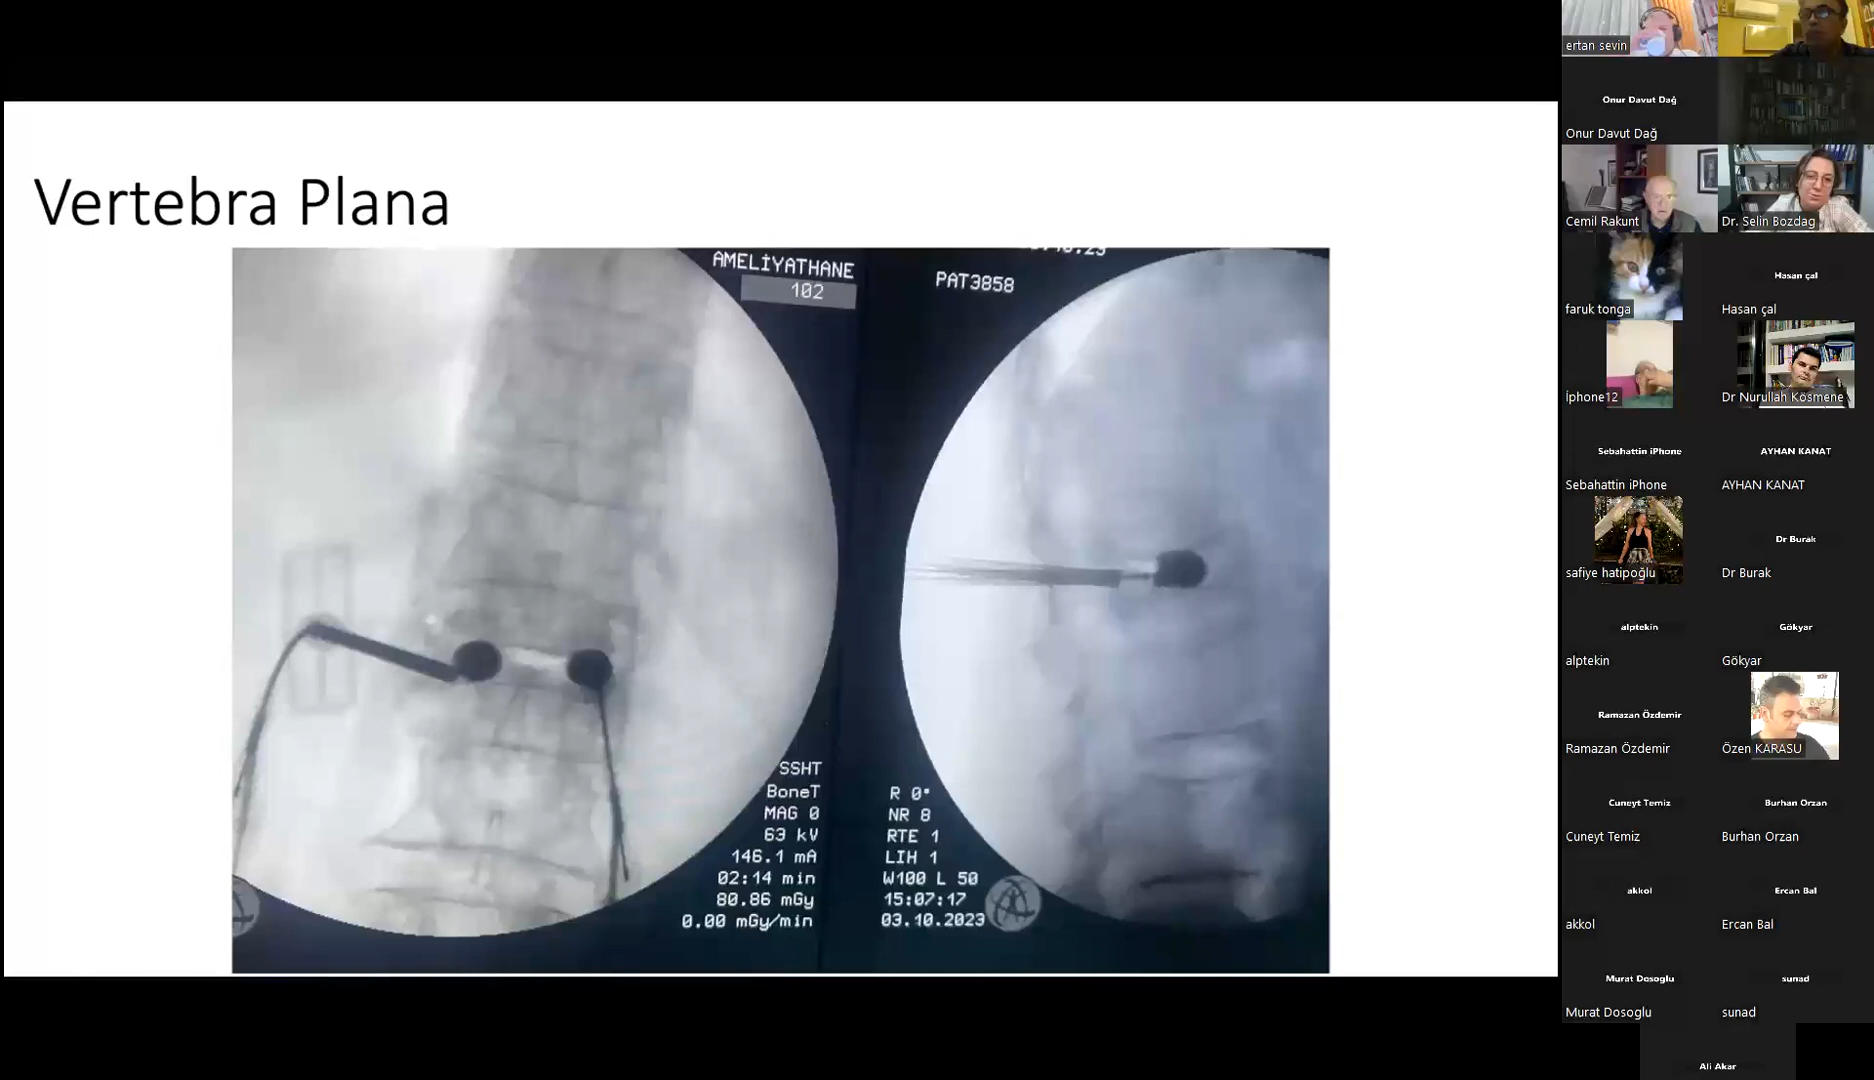 Vertebra Plana
AMELİYATHANE
102
PAT3858
SSHT
BoneT
MAG 0
63 kV
146.1 mA
02:14 min
80.86 mGy
0.00 mGy/min
R 0°
NR 8
RTE 1
LIH 1
W100 L 50
15:07:17
03.10.2023
ertan sevin
Onur Davut Dağ
Onur Davut Dağ
Cemil Rakunt
Dr. Selin Bozdag
faruk tonga
Hasan çal
Hasan çal
İphone12
Dr Nurullah Kösmene
Sebahattin iPhone
AYHAN KANAT
Sebahattin iPhone
AYHAN KANAT
safiye hatipoğlu
Dr Burak
Dr Burak
alptekin
Gökyar
alptekin
Gökyar
Ramazan Özdemir
Ramazan Özdemir
Özen KARASU
Cuneyt Temiz
Burhan Orzan
Cuneyt Temiz
Burhan Orzan
akkol
Ercan Bal
akkol
Ercan Bal
Murat Dosoglu
sunad
Murat Dosoglu
sunad
Ali Akar